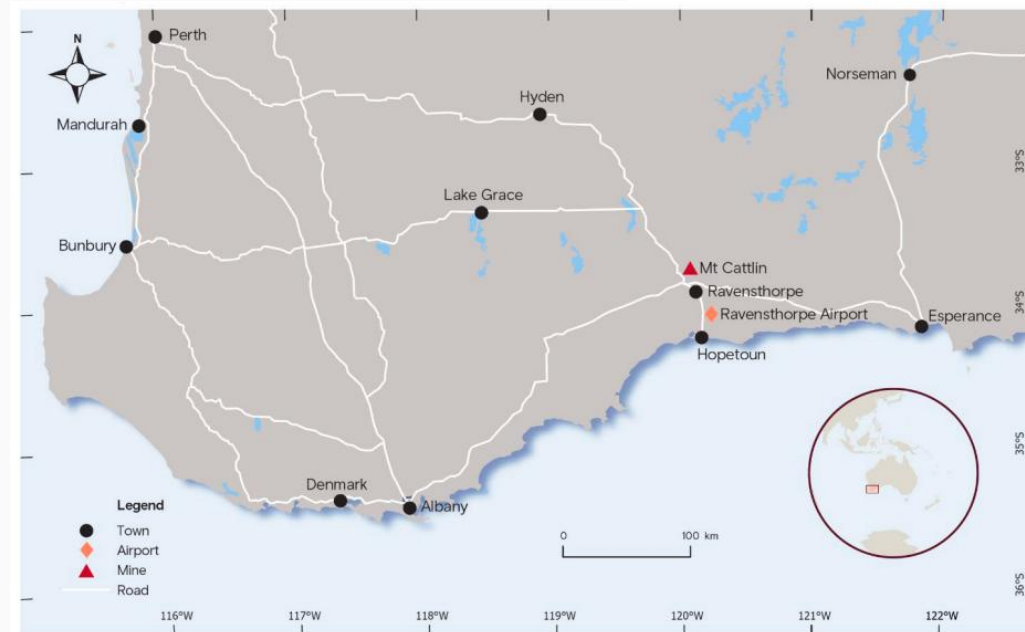 N
Perth
Norseman
Hyden
Mandurah
33°S
Lake Grace
Bunbury
Mt Cattlin
Ravensthorpe
34°S
Ravensthorpe Airport
Esperance
Hopetoun
35°S
Denmark
Albany
Legend
Town
Airport
Mine
Road
0
100 km
36°S
116°W
117°W
118°W
119°W
120°W
121°W
122°W